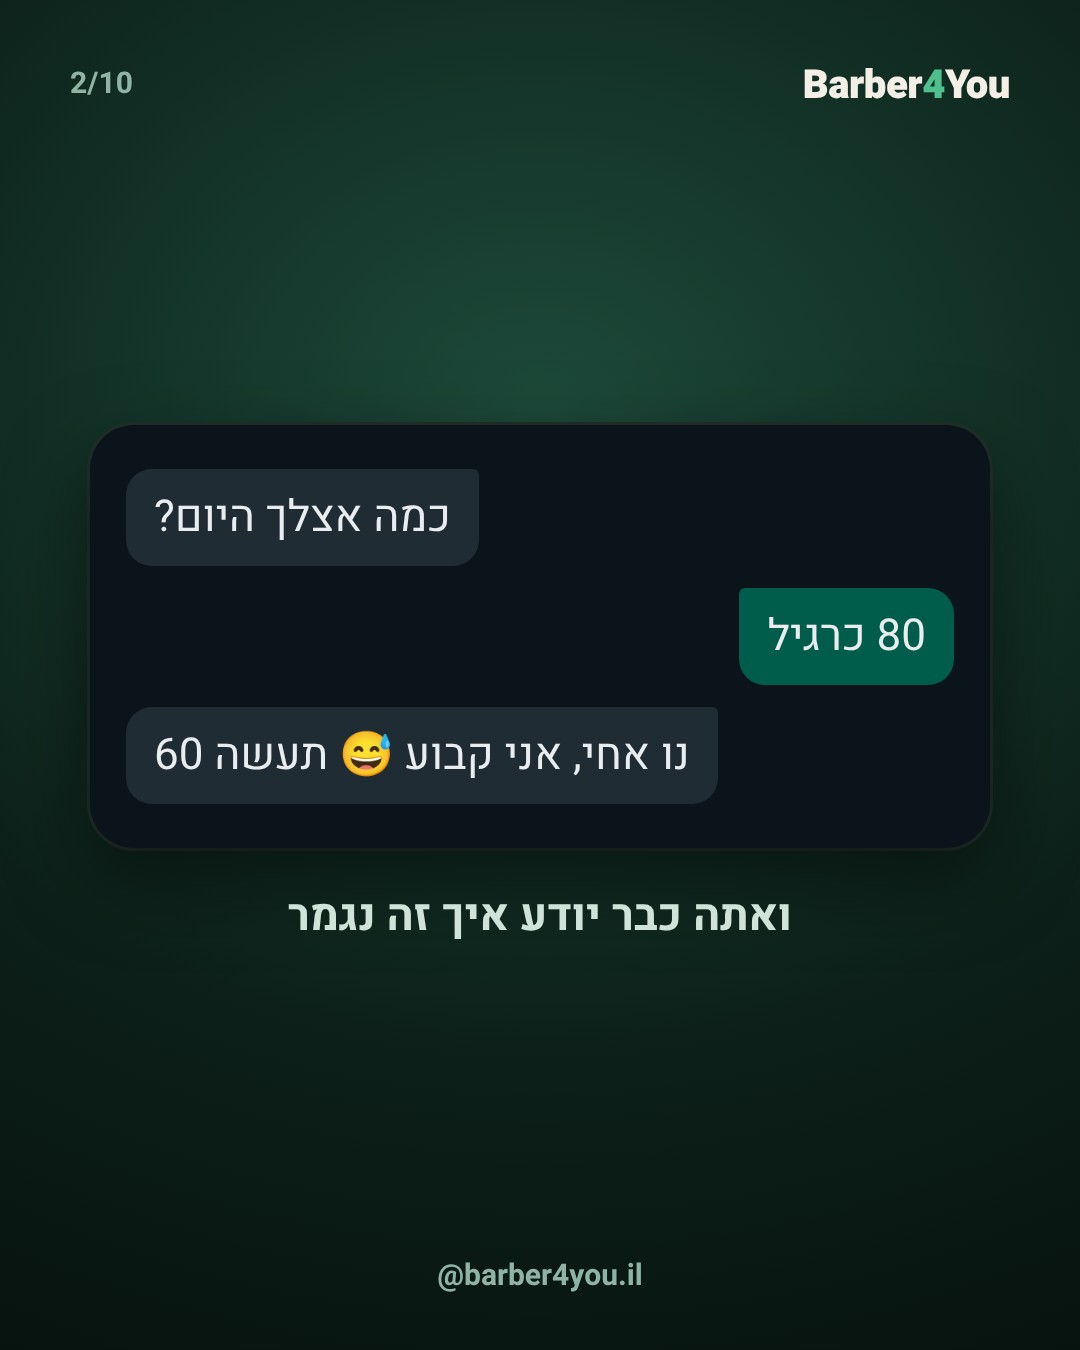 2/10
Barber4You
כמה אצלך היום?
80 כרגיל
נו אחי, אני קבוע 😅 תעשה 60
ואתה כבר יודע איך זה נגמר
@barber4you.il